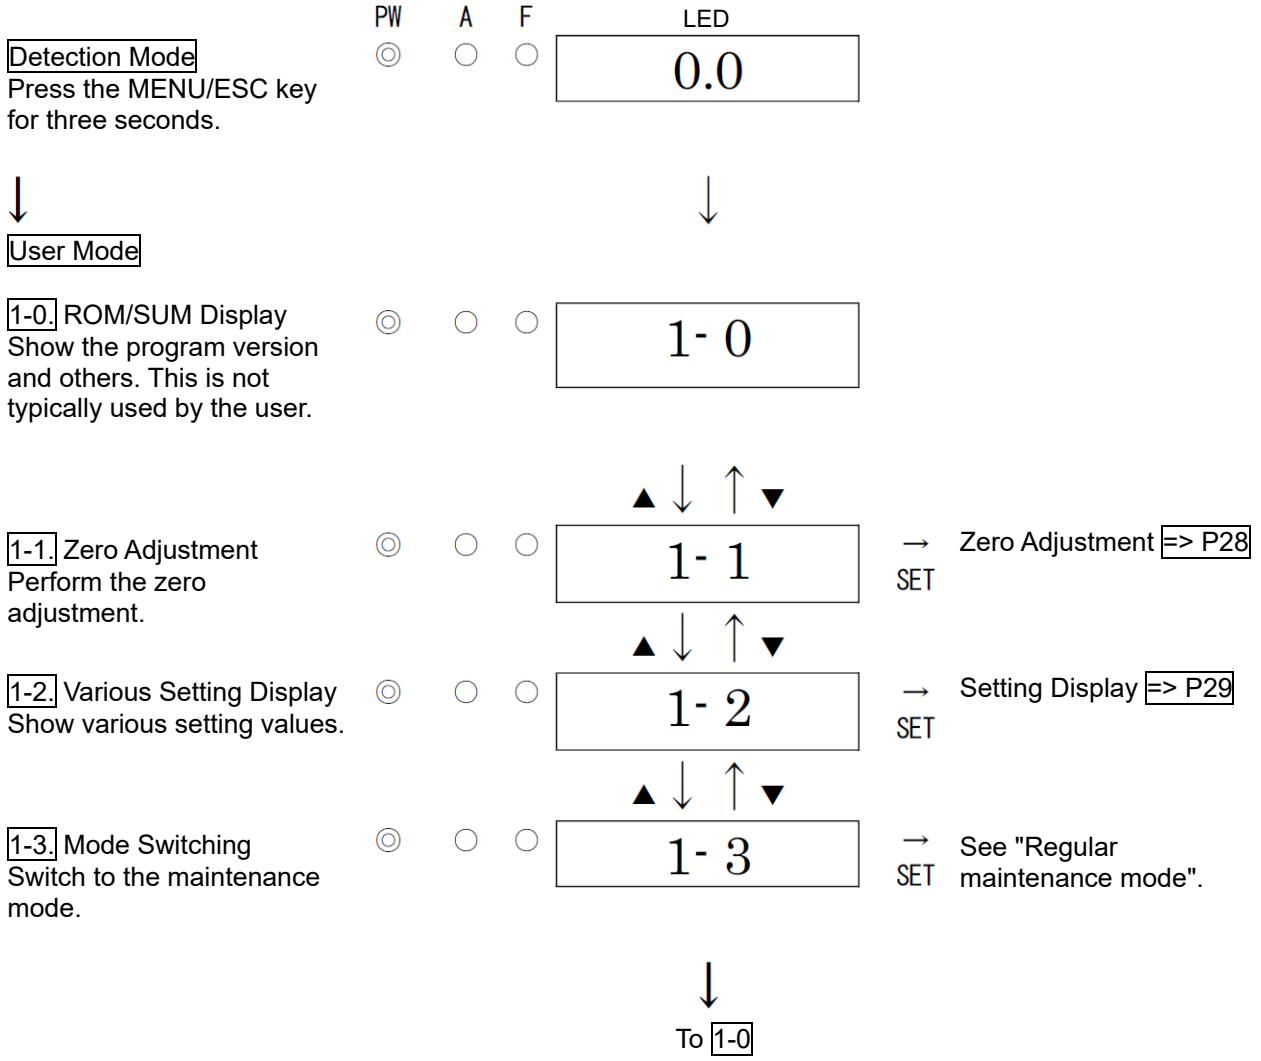 PW A F LED
Detection Mode ◎ ○ ○ 0.0
Press the MENU/ESC key
for three seconds.
↓ ↓
User Mode
1-0. ROM/SUM Display ◎ ○ ○ 1- 0
Show the program version
and others. This is not
typically used by the user.
▲ ↓ ↑ ▼
1-1. Zero Adjustment ◎ ○ ○ 1- 1 → Zero Adjustment => P28
Perform the zero SET
adjustment.
▲ ↓ ↑ ▼
1-2. Various Setting Display ◎ ○ ○ 1- 2 → Setting Display => P29
Show various setting values. SET
▲ ↓ ↑ ▼
1-3. Mode Switching ◎ ○ ○ 1- 3 → See "Regular
Switch to the maintenance SET maintenance mode".
mode.
↓
To 1-0